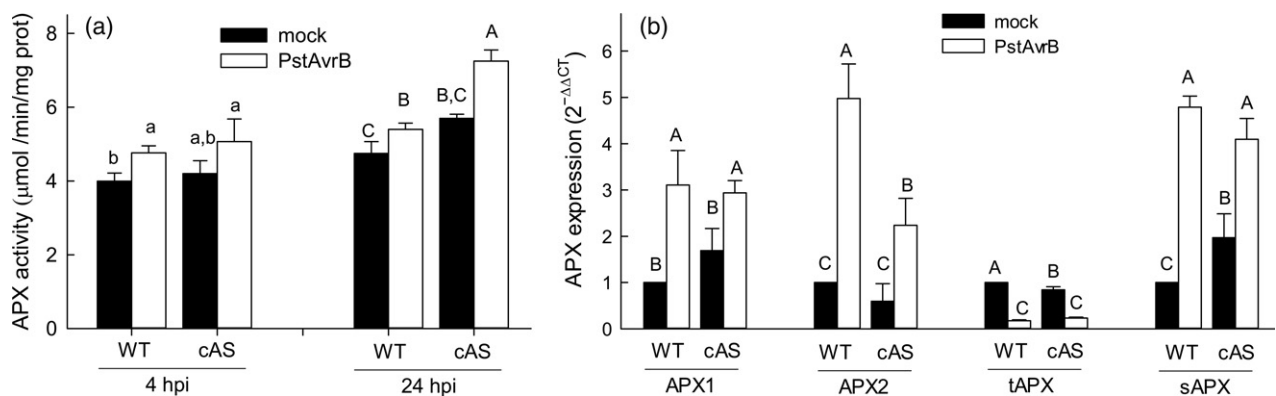 (a)
mock
PstAvrB
APX activity (μmol /min/mg prot)
8
6
4
2
0
b
a
a,b
a
C
B
B,C
A
WT
cAS
WT
cAS
4 hpi
24 hpi
(b)
mock
PstAvrB
APX expression (2^−ΔΔCT)
6
5
4
3
2
1
0
B
A
B
A
C
A
C
B
A
C
B
C
C
A
B
A
WT
cAS
WT
cAS
WT
cAS
WT
cAS
APX1
APX2
tAPX
sAPX